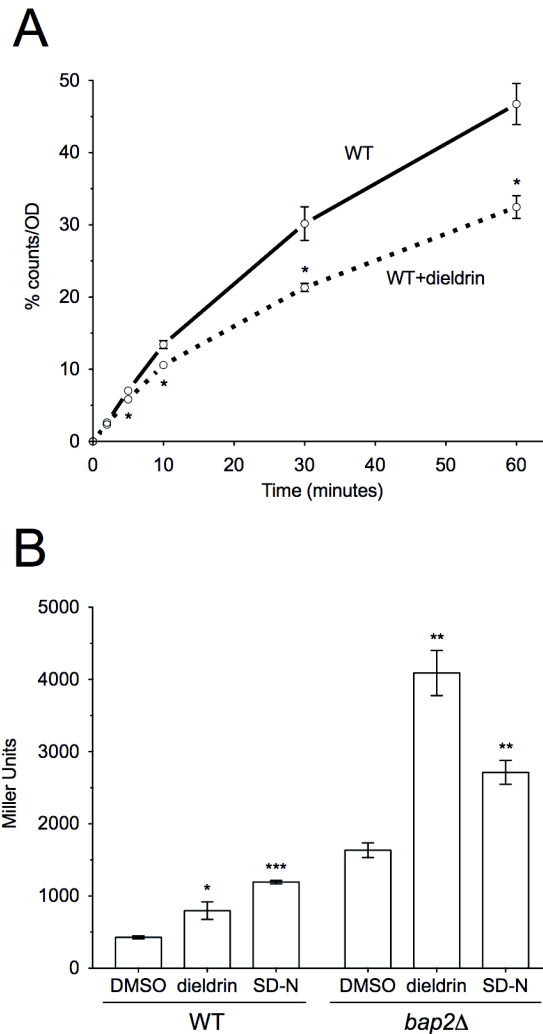 A
50
40
30
20
10
0
% counts/OD
WT
*
*
WT+dieldrin
*
*
0 10 20 30 40 50 60
Time (minutes)
B
5000
4000
3000
2000
1000
0
Miller Units
**
**
***
*
DMSO dieldrin SD-N DMSO dieldrin SD-N
WT bap2Δ